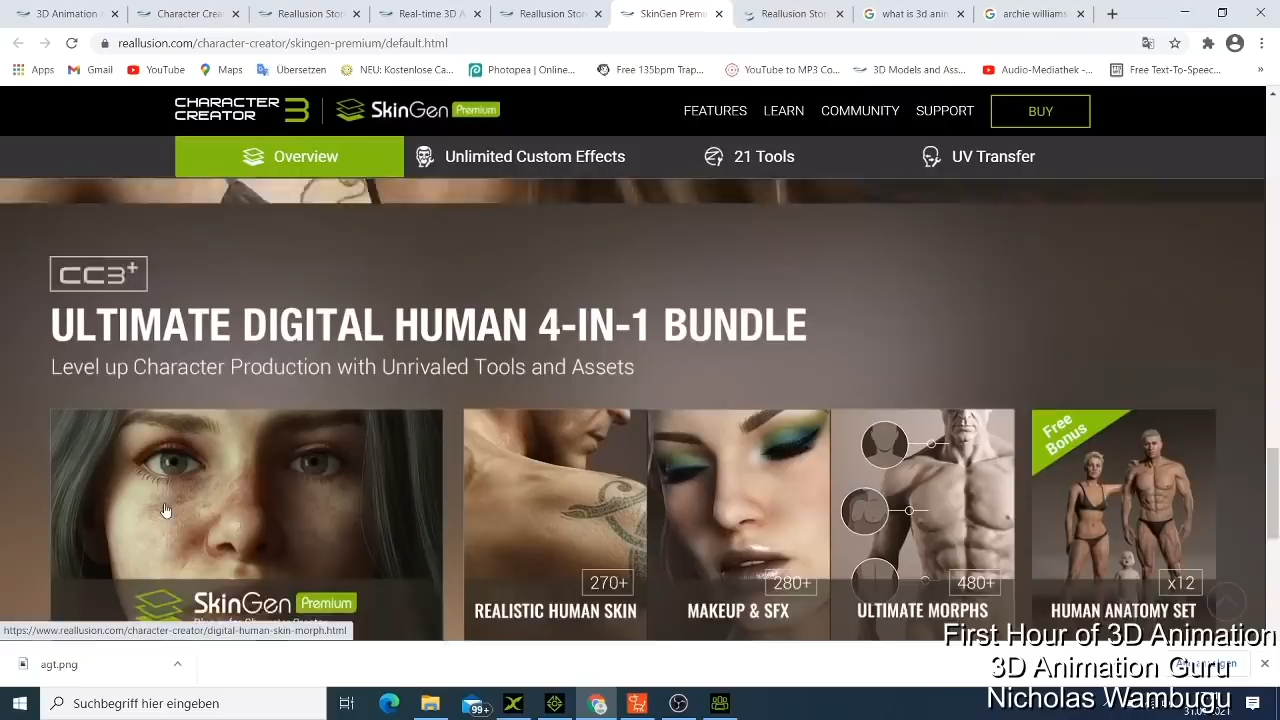 3D Animation
Character Crea
Reallusion Stor
Real-time 3D A
Reallusion Stor
SkinGen Premiu
Reallusion Story
what is 3d anin
archie williams
reallusion.com/character-creator/skingen-premium/default.html
Apps
Gmail
YouTube
Maps
Übersetzen
NEU: Kostenlose Ca...
Photopea | Online...
Free 135bpm Trap...
YouTube to MP3 Co...
3D Models and Ass...
Audio-Mediathek -...
Free Text-To-Speec...
CHARACTER CREATOR 3
SkinGen Premium
FEATURES
LEARN
COMMUNITY
SUPPORT
BUY
Overview
Unlimited Custom Effects
21 Tools
UV Transfer
CC3+
ULTIMATE DIGITAL HUMAN 4-IN-1 BUNDLE
Level up Character Production with Unrivaled Tools and Assets
Free
Bonus
270+
280+
480+
x12
SkinGen Premium
REALISTIC HUMAN SKIN
MAKEUP & SFX
ULTIMATE MORPHS
HUMAN ANATOMY SET
https://www.reallusion.com/character-creator/digital-human-skin-morph.html
First Hour of 3D Animation
3D Animation Guru
Nicholas Wambugu
agt.png
Suchbegriff hier eingeben
99+